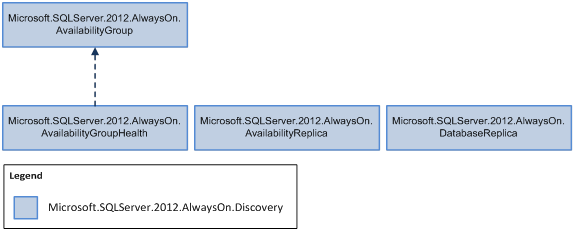 Microsoft.SQLServer.2012.AlwaysOn.
AvailabilityGroup
Microsoft.SQLServer.2012.AlwaysOn.
AvailabilityGroupHealth
Microsoft.SQLServer.2012.AlwaysOn.
AvailabilityReplica
Microsoft.SQLServer.2012.AlwaysOn.
DatabaseReplica
Legend
Microsoft.SQLServer.2012.AlwaysOn.Discovery